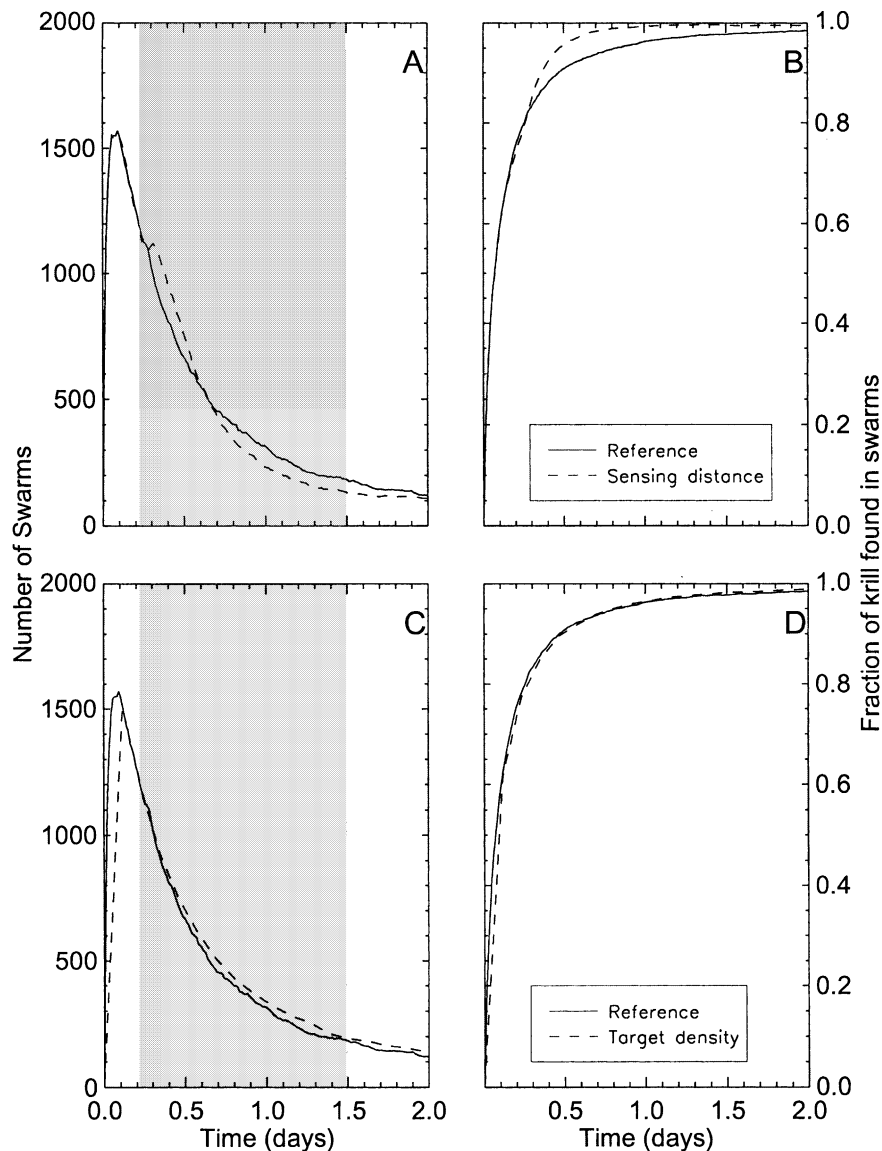 2000
1500
1000
500
0
A
B
1.0
0.8
0.6
0.4
0.2
0.0
Reference
Sensing distance
Number of Swarms
Fraction of krill found in swarms
2000
1500
1000
500
0
C
D
1.0
0.8
0.6
0.4
0.2
0.0
Reference
Target density
0.0 0.5 1.0 1.5 2.0
0.5 1.0 1.5 2.0
Time (days)
Time (days)